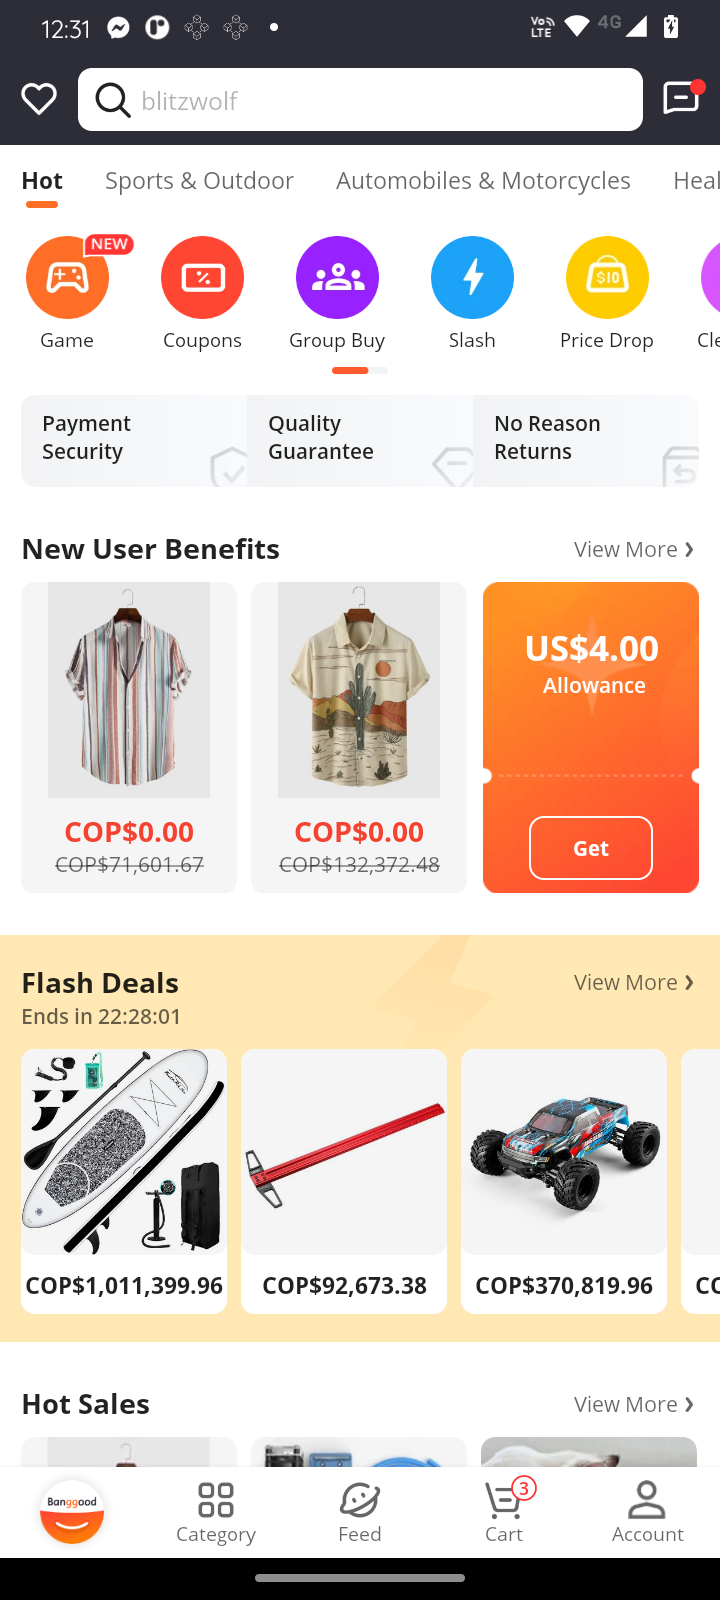 12:31
Vo LTE
4G
blitzwolf
Hot
Sports & Outdoor
Automobiles & Motorcycles
Heal
NEW
$10
Game
Coupons
Group Buy
Slash
Price Drop
Cle
Payment Security
Quality Guarantee
No Reason Returns
New User Benefits
View More
US$4.00
Allowance
COP$0.00
COP$71,601.67
COP$0.00
COP$132,372.48
Get
Flash Deals
View More
Ends in 22:28:01
COP$1,011,399.96
COP$92,673.38
COP$370,819.96
CO
Hot Sales
View More
Banggood
Category
Feed
3
Cart
Account